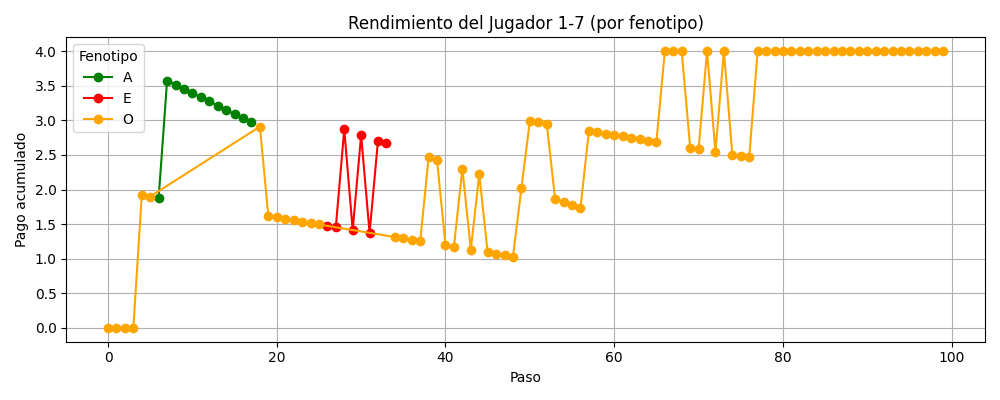 Rendimiento del Jugador 1-7 (por fenotipo)
Pago acumulado
4.0
3.5
3.0
2.5
2.0
1.5
1.0
0.5
0.0
Fenotipo
A
E
O
0 20 40 60 80 100
Paso